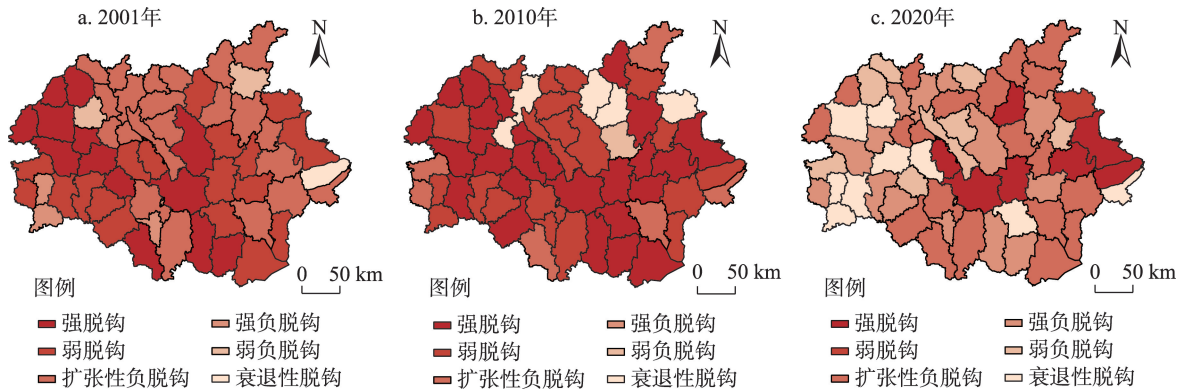 a. 2001年
N
0 50 km
图例
强脱钩
强负脱钩
弱脱钩
弱负脱钩
扩张性负脱钩
衰退性脱钩
b. 2010年
N
0 50 km
图例
强脱钩
强负脱钩
弱脱钩
弱负脱钩
扩张性负脱钩
衰退性脱钩
c. 2020年
N
0 50 km
图例
强脱钩
强负脱钩
弱脱钩
弱负脱钩
扩张性负脱钩
衰退性脱钩